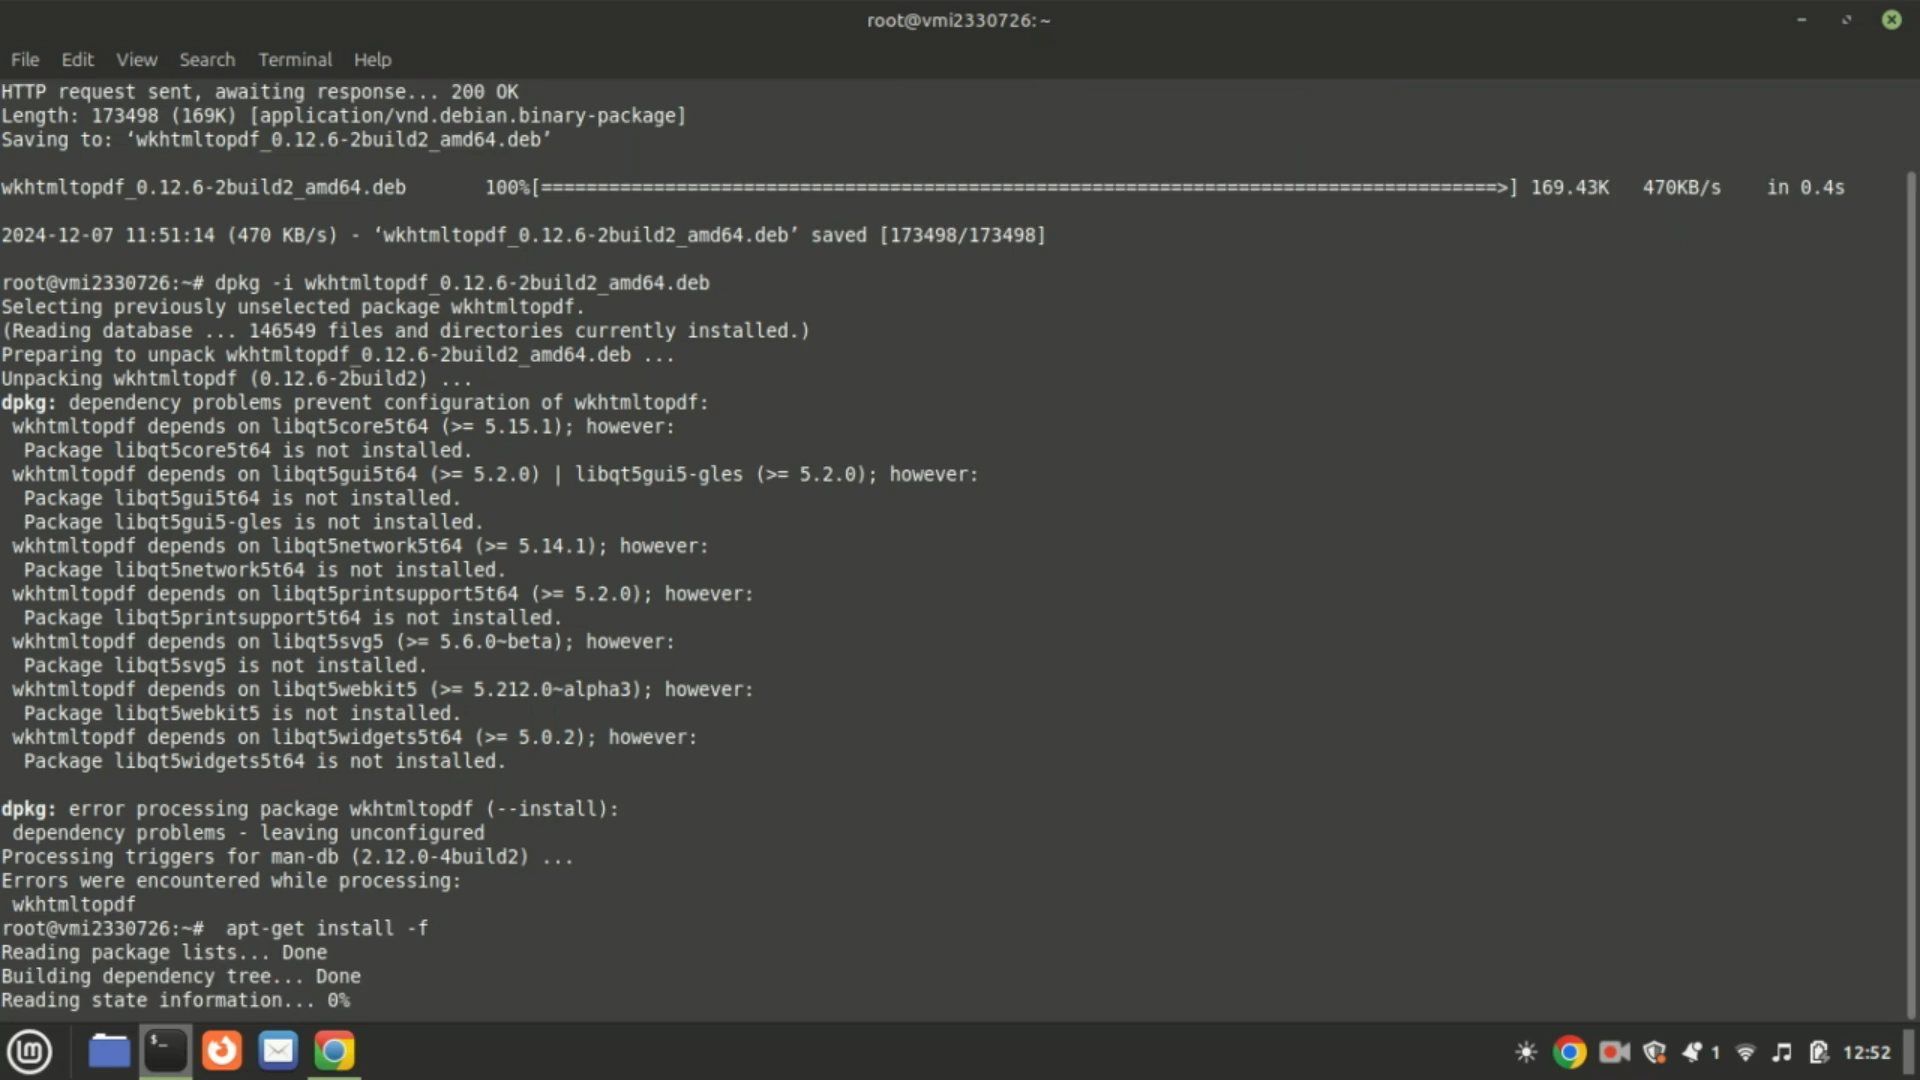 root@vmi2330726: ~
File Edit View Search Terminal Help
HTTP request sent, awaiting response... 200 OK
Length: 173498 (169K) [application/vnd.debian.binary-package]
Saving to: ‘wkhtmltopdf_0.12.6-2build2_amd64.deb’
wkhtmltopdf_0.12.6-2build2_amd64.deb 100%[=====================================================================================>] 169.43K 470KB/s in 0.4s
2024-12-07 11:51:14 (470 KB/s) - ‘wkhtmltopdf_0.12.6-2build2_amd64.deb’ saved [173498/173498]
root@vmi2330726:~# dpkg -i wkhtmltopdf_0.12.6-2build2_amd64.deb
Selecting previously unselected package wkhtmltopdf.
(Reading database ... 146549 files and directories currently installed.)
Preparing to unpack wkhtmltopdf_0.12.6-2build2_amd64.deb ...
Unpacking wkhtmltopdf (0.12.6-2build2) ...
dpkg: dependency problems prevent configuration of wkhtmltopdf:
wkhtmltopdf depends on libqt5core5t64 (>= 5.15.1); however:
Package libqt5core5t64 is not installed.
wkhtmltopdf depends on libqt5gui5t64 (>= 5.2.0) | libqt5gui5-gles (>= 5.2.0); however:
Package libqt5gui5t64 is not installed.
Package libqt5gui5-gles is not installed.
wkhtmltopdf depends on libqt5network5t64 (>= 5.14.1); however:
Package libqt5network5t64 is not installed.
wkhtmltopdf depends on libqt5printsupport5t64 (>= 5.2.0); however:
Package libqt5printsupport5t64 is not installed.
wkhtmltopdf depends on libqt5svg5 (>= 5.6.0~beta); however:
Package libqt5svg5 is not installed.
wkhtmltopdf depends on libqt5webkit5 (>= 5.212.0~alpha3); however:
Package libqt5webkit5 is not installed.
wkhtmltopdf depends on libqt5widgets5t64 (>= 5.0.2); however:
Package libqt5widgets5t64 is not installed.
dpkg: error processing package wkhtmltopdf (--install):
dependency problems - leaving unconfigured
Processing triggers for man-db (2.12.0-4build2) ...
Errors were encountered while processing:
wkhtmltopdf
root@vmi2330726:~# apt-get install -f
Reading package lists... Done
Building dependency tree... Done
Reading state information... 0%
1 12:52